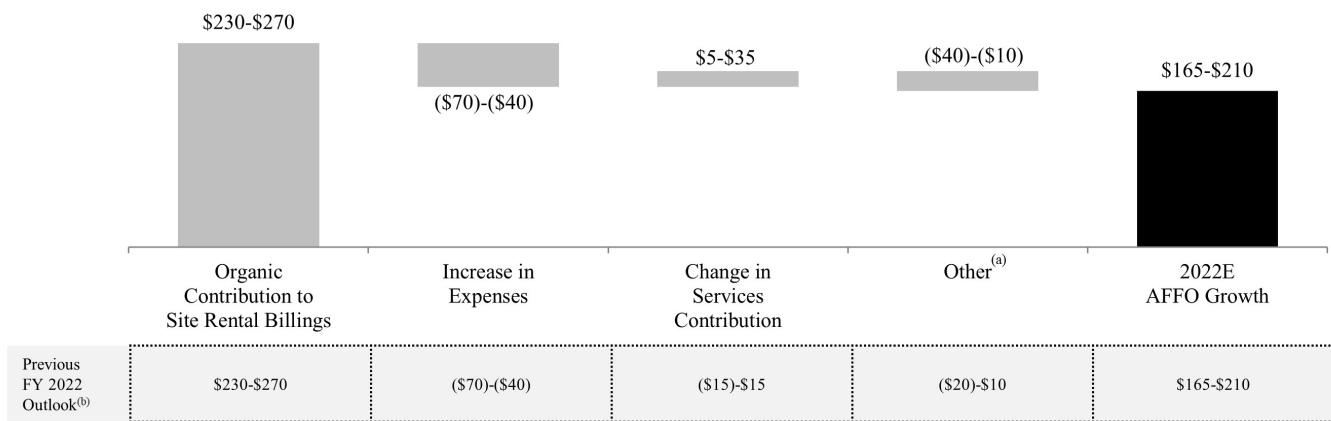 $230-$270
($70)-($40)
$5-$35
($40)-($10)
$165-$210
Organic
Contribution to
Site Rental Billings
Increase in
Expenses
Change in
Services
Contribution
Other(a)
2022E
AFFO Growth
Previous
FY 2022
Outlook(b)
$230-$270
($70)-($40)
($15)-$15
($20)-$10
$165-$210